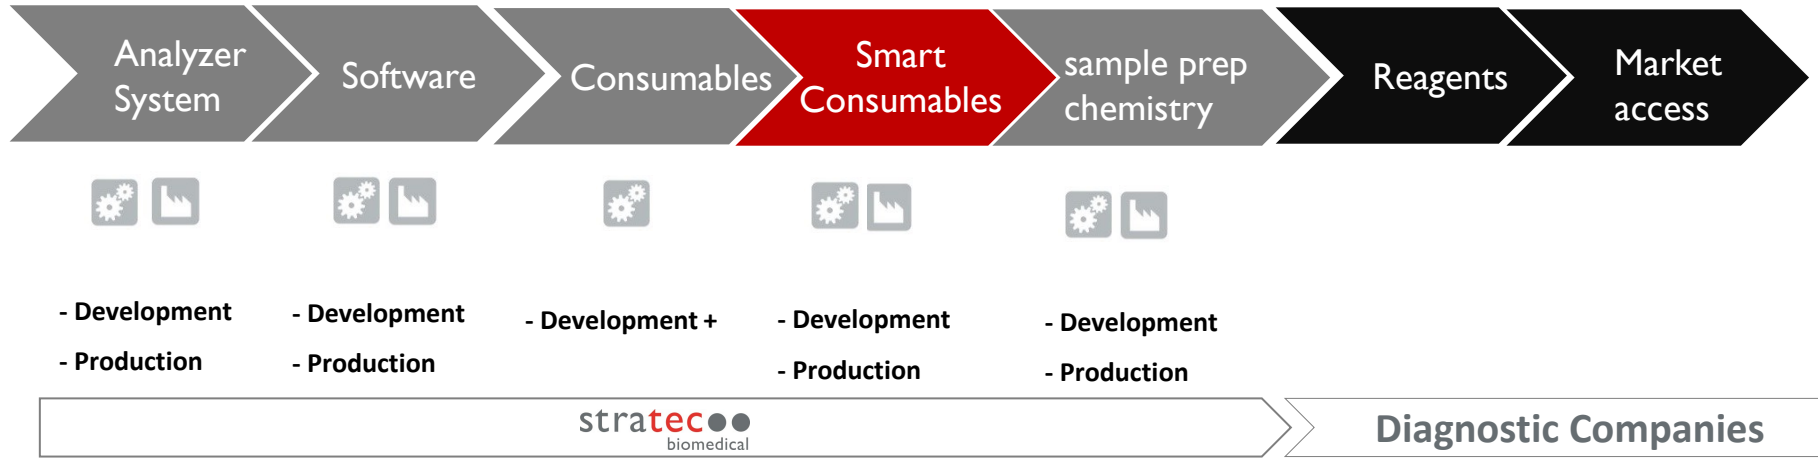 Analyzer
System
Software
Consumables
Smart
Consumables
sample prep
chemistry
Reagents
Market
access
- Development
- Production
- Development
- Production
- Development +
- Development
- Production
- Development
- Production
stratec
biomedical
Diagnostic Companies